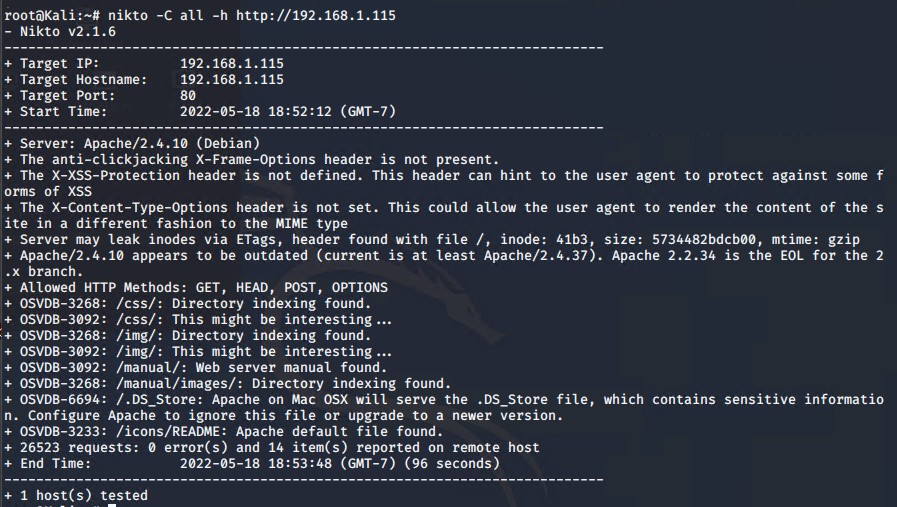 root@Kali:~# nikto -C all -h http://192.168.1.115
- Nikto v2.1.6
---------------------------------------------------------------------------
+ Target IP:          192.168.1.115
+ Target Hostname:    192.168.1.115
+ Target Port:        80
+ Start Time:         2022-05-18 18:52:12 (GMT-7)
---------------------------------------------------------------------------
+ Server: Apache/2.4.10 (Debian)
+ The anti-clickjacking X-Frame-Options header is not present.
+ The X-XSS-Protection header is not defined. This header can hint to the user agent to protect against some f
orms of XSS
+ The X-Content-Type-Options header is not set. This could allow the user agent to render the content of the s
ite in a different fashion to the MIME type
+ Server may leak inodes via ETags, header found with file /, inode: 41b3, size: 5734482bdcb00, mtime: gzip
+ Apache/2.4.10 appears to be outdated (current is at least Apache/2.4.37). Apache 2.2.34 is the EOL for the 2
.x branch.
+ Allowed HTTP Methods: GET, HEAD, POST, OPTIONS
+ OSVDB-3268: /css/: Directory indexing found.
+ OSVDB-3092: /css/: This might be interesting...
+ OSVDB-3268: /img/: Directory indexing found.
+ OSVDB-3092: /img/: This might be interesting...
+ OSVDB-3092: /manual/: Web server manual found.
+ OSVDB-3268: /manual/images/: Directory indexing found.
+ OSVDB-6694: /.DS_Store: Apache on Mac OSX will serve the .DS_Store file, which contains sensitive informatio
n. Configure Apache to ignore this file or upgrade to a newer version.
+ OSVDB-3233: /icons/README: Apache default file found.
+ 26523 requests: 0 error(s) and 14 item(s) reported on remote host
+ End Time:           2022-05-18 18:53:48 (GMT-7) (96 seconds)
---------------------------------------------------------------------------
+ 1 host(s) tested